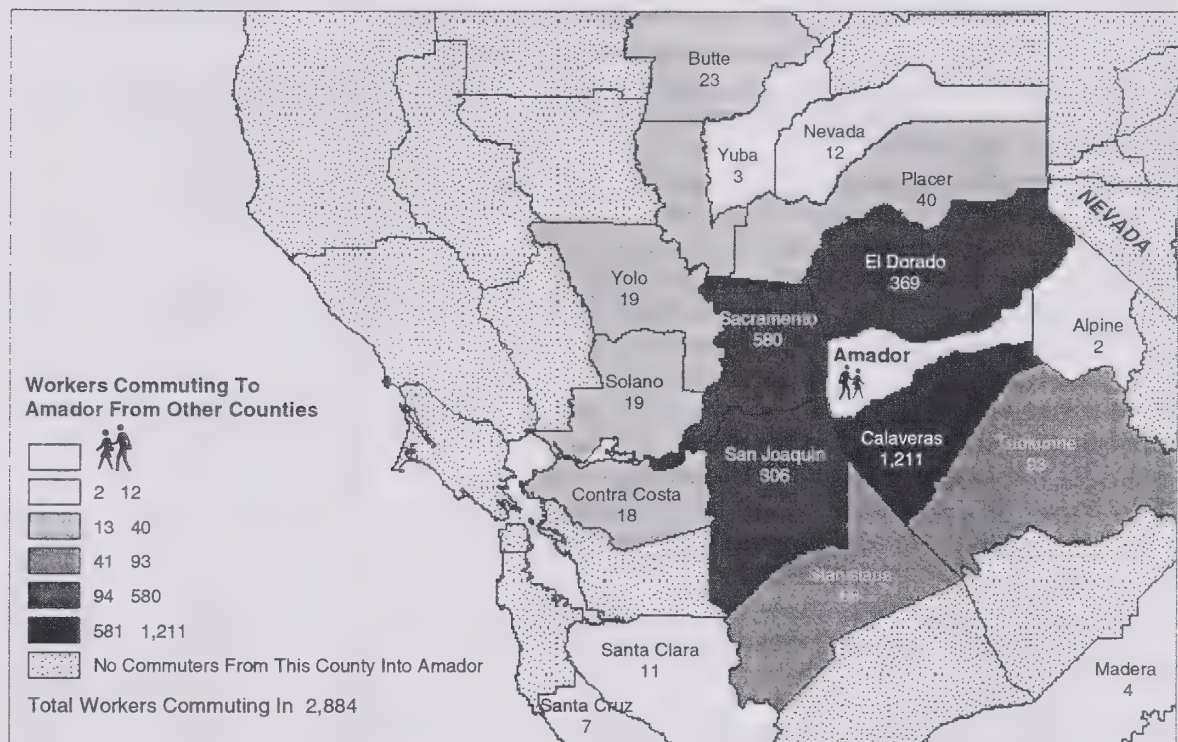 Butte
23
Nevada
12
Yuba
3
Placer
40
NEVADA
El Dorado
369
Yolo
19
Sacramento
580
Alpine
2
Amador
Solano
19
Workers Commuting To
Amador From Other Counties
2 12
13 40
41 93
94 580
581 1,211
No Commuters From This County Into Amador
Total Workers Commuting In 2,884
Calaveras
1,211
Tuolumne
San Joaquin
306
Contra Costa
18
Stanislaus
Santa Clara
11
Madera
4
Santa Cruz
7